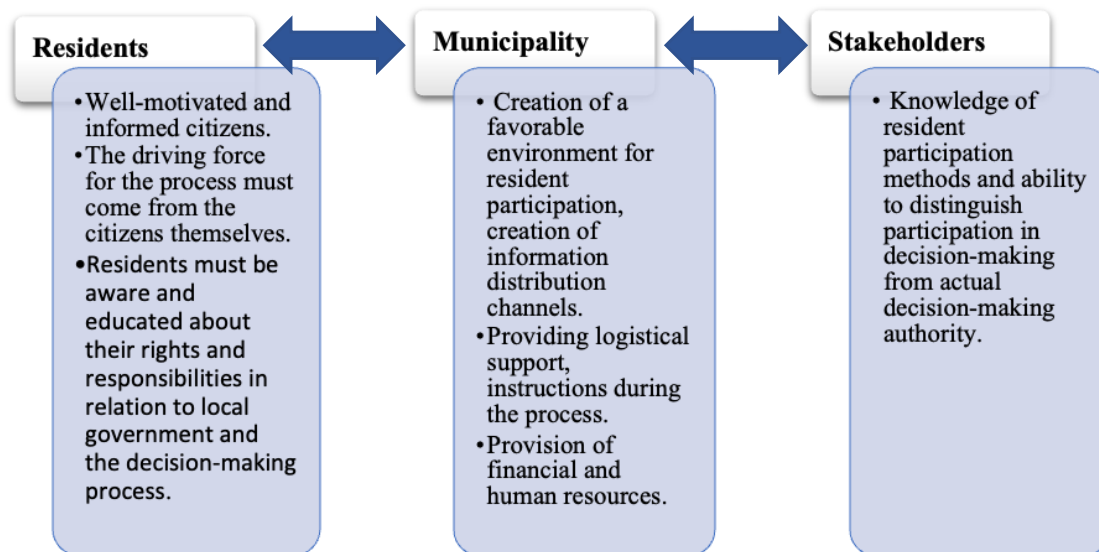 Residents
•Well-motivated and
informed citizens.
•The driving force
for the process must
come from the
citizens themselves.
•Residents must be
aware and
educated about
their rights and
responsibilities in
relation to local
government and
the decision-making
process.
Municipality
• Creation of a
favorable
environment for
resident
participation,
creation of
information
distribution
channels.
•Providing logistical
support,
instructions during
the process.
•Provision of
financial and
human resources.
Stakeholders
• Knowledge of
resident
participation
methods and ability
to distinguish
participation in
decision-making
from actual
decision-making
authority.